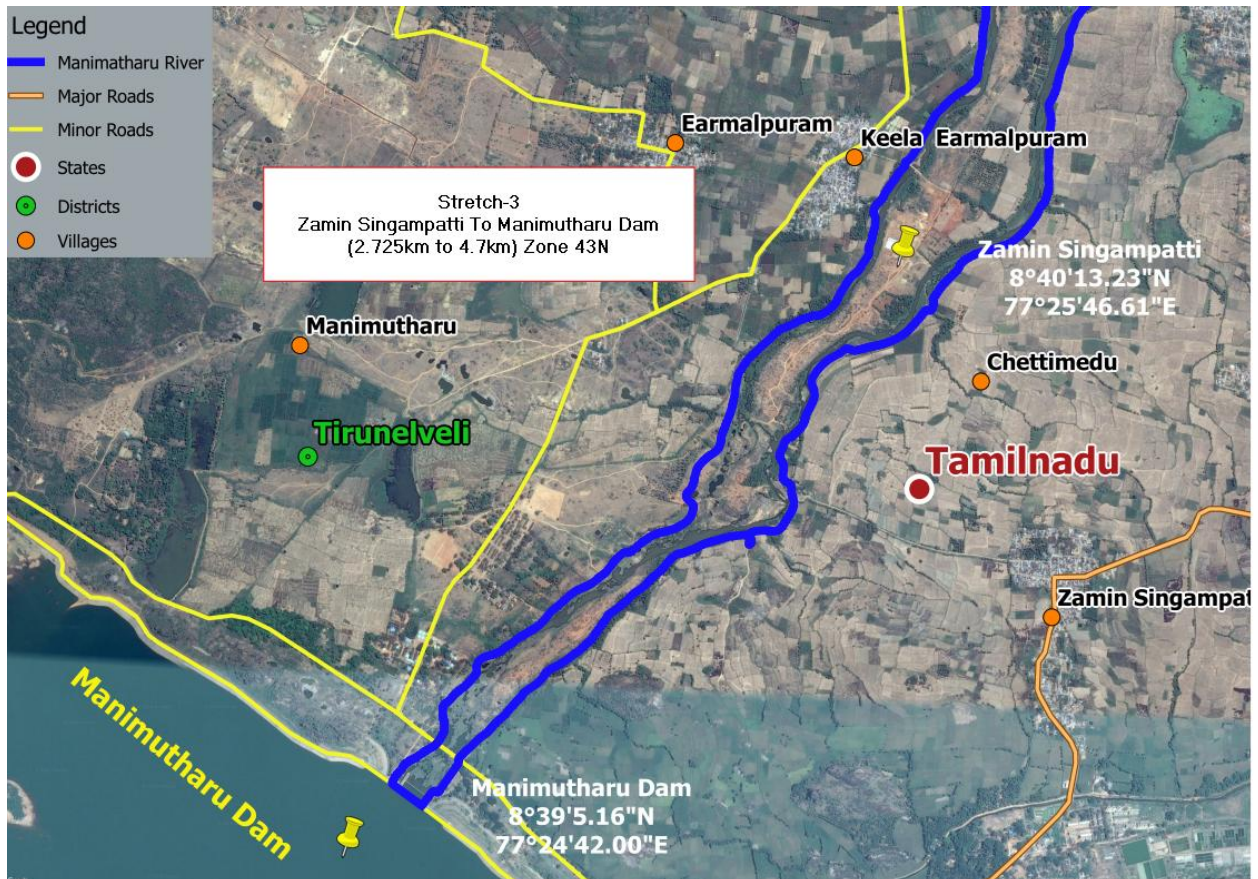 Legend
Manimatharu River
Major Roads
Minor Roads
States
Districts
Villages
Earmalpuram
Keela Earmalpuram
Stretch-3
Zamin Singampatti To Manimutharu Dam
(2.725km to 4.7km) Zone 43N
Zamin Singampatti
8°40'13.23"N
77°25'46.61"E
Manimutharu
Chettimedu
Tirunelveli
Tamilnadu
Zamin Singampat
Manimutharu Dam
Manimutharu Dam
8°39'5.16"N
77°24'42.00"E